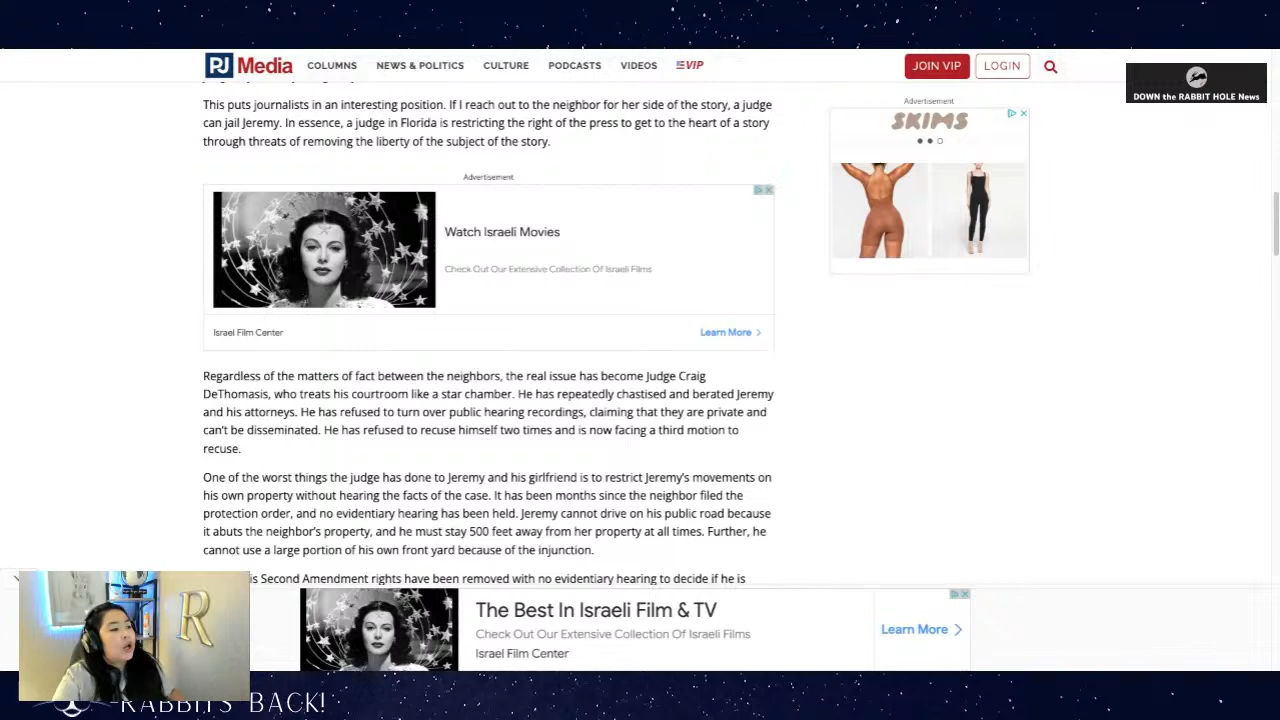 PJ Media
COLUMNS
NEWS & POLITICS
CULTURE
PODCASTS
VIDEOS
VIP
JOIN VIP
LOGIN
DOWN the RABBIT HOLE News
This puts journalists in an interesting position. If I reach out to the neighbor for her side of the story, a judge
can jail Jeremy. In essence, a judge in Florida is restricting the right of the press to get to the heart of a story
through threats of removing the liberty of the subject of the story.
Advertisement
SKIMS
Advertisement
Watch Israeli Movies
Check Out Our Extensive Collection Of Israeli Films
Israel Film Center
Learn More
Regardless of the matters of fact between the neighbors, the real issue has become Judge Craig
DeThomasis, who treats his courtroom like a star chamber. He has repeatedly chastised and berated Jeremy
and his attorneys. He has refused to turn over public hearing recordings, claiming that they are private and
can't be disseminated. He has refused to recuse himself two times and is now facing a third motion to
recuse.
One of the worst things the judge has done to Jeremy and his girlfriend is to restrict Jeremy's movements on
his own property without hearing the facts of the case. It has been months since the neighbor filed the
protection order, and no evidentiary hearing has been held. Jeremy cannot drive on his public road because
it abuts the neighbor's property, and he must stay 500 feet away from her property at all times. Further, he
cannot use a large portion of his own front yard because of the injunction.
is Second Amendment rights have been removed with no evidentiary hearing to decide if he is
The Best In Israeli Film & TV
Check Out Our Extensive Collection Of Israeli Films
Israel Film Center
Learn More
R
RABBITS BACK!